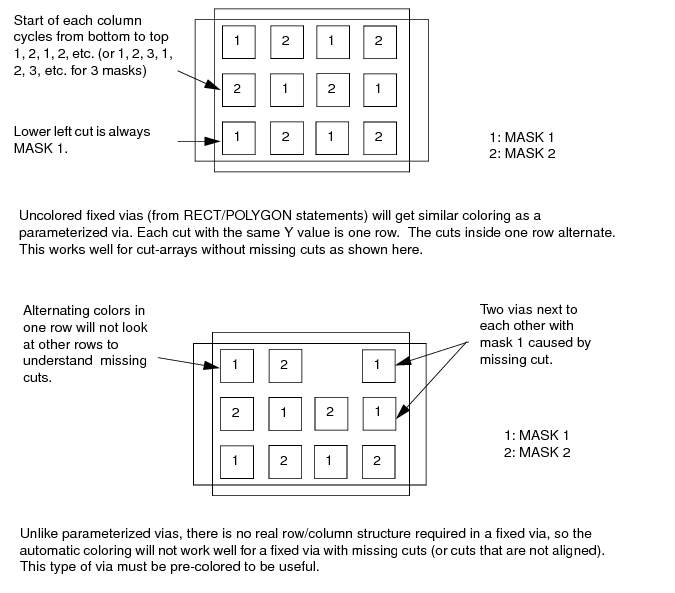 Start of each column
cycles from bottom to top
1, 2, 1, 2, etc. (or 1, 2, 3, 1,
2, 3, etc. for 3 masks)
1 2 1 2
2 1 2 1
Lower left cut is always
MASK 1.
1 2 1 2
1: MASK 1
2: MASK 2
Uncolored fixed vias (from RECT/POLYGON statements) will get similar coloring as a
parameterized via. Each cut with the same Y value is one row. The cuts inside one row alternate.
This works well for cut-arrays without missing cuts as shown here.
Alternating colors in
one row will not look
at other rows to
understand missing
cuts.
Two vias next to
each other with
mask 1 caused by
missing cut.
1 2 1
2 1 2 1
1 2 1 2
1: MASK 1
2: MASK 2
Unlike parameterized vias, there is no real row/column structure required in a fixed via, so the
automatic coloring will not work well for a fixed via with missing cuts (or cuts that are not aligned).
This type of via must be pre-colored to be useful.